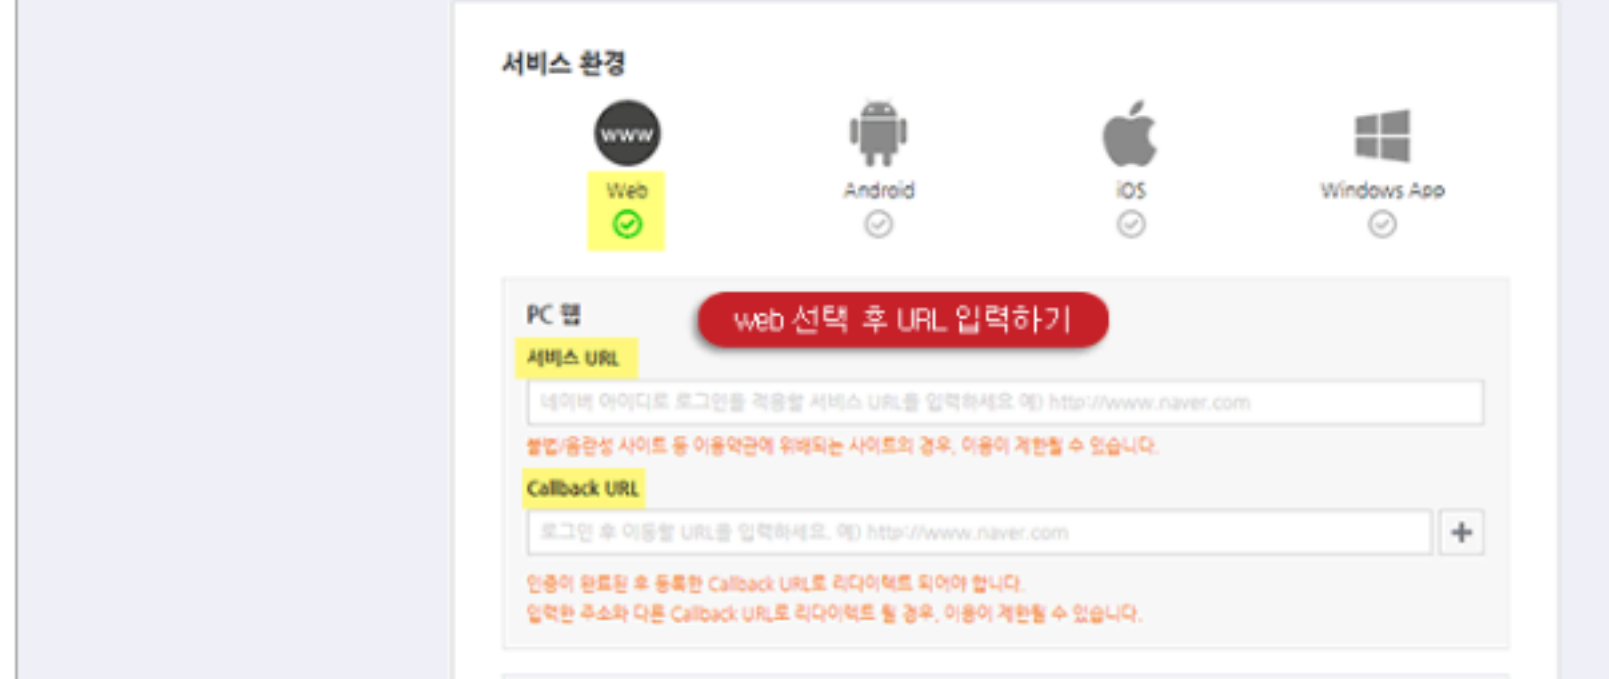 서비스 환경
www
Web
Android
iOS
Windows App
PC 웹
web 선택 후 URL 입력하기
서비스 URL
네이버 아이디로 로그인을 적용할 서비스 URL을 입력하세요 예) http://www.naver.com
불법/음란성 사이트 등 이용약관에 위배되는 사이트의 경우, 이용이 제한될 수 있습니다.
Callback URL
로그인 후 이동할 URL을 입력하세요. 예) http://www.naver.com
인증이 완료된 후 등록한 Callback URL로 리다이렉트 되어야 합니다.
입력한 주소와 다른 Callback URL로 리다이렉트 될 경우, 이용이 제한될 수 있습니다.